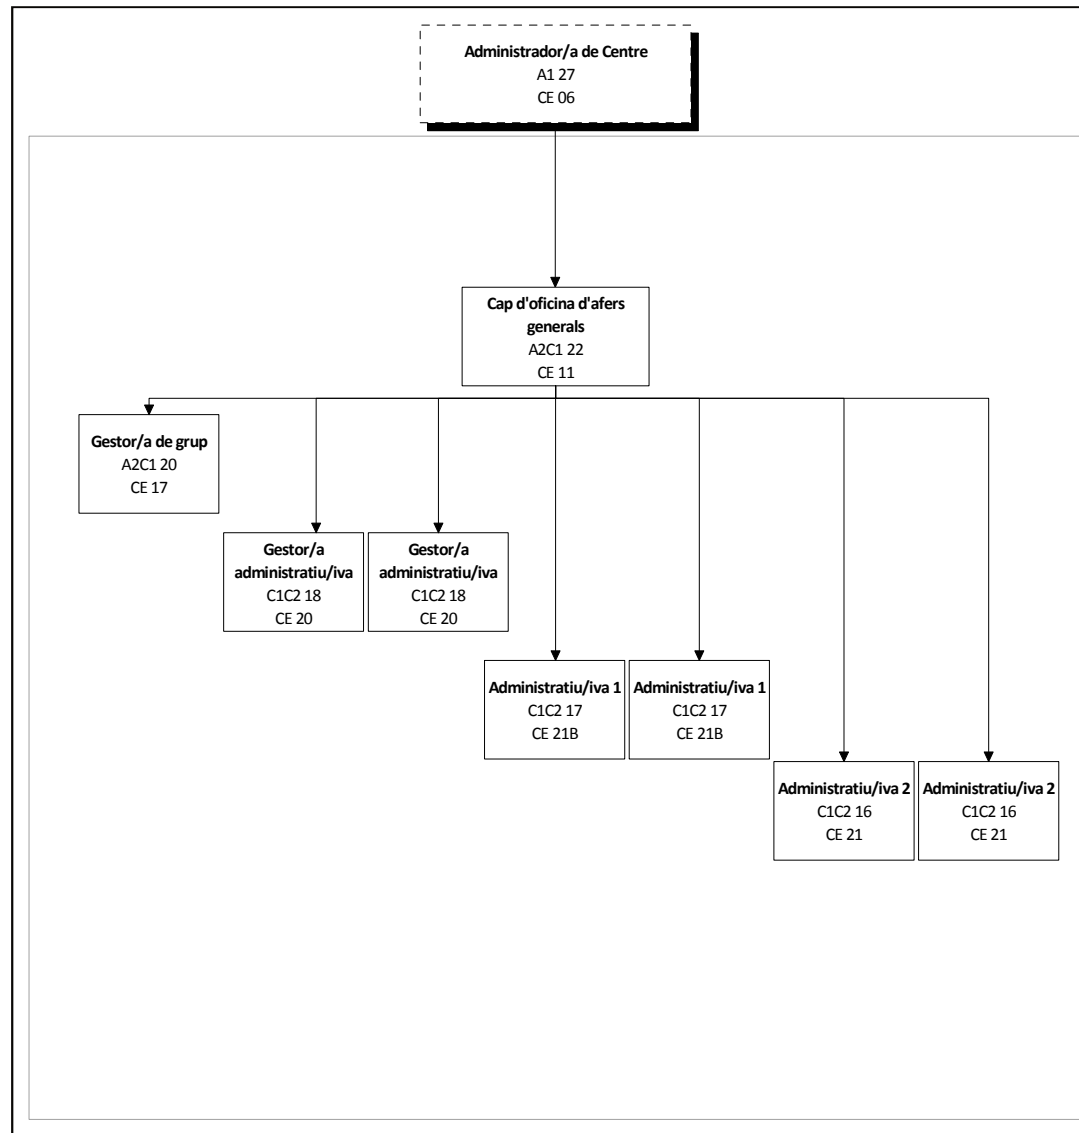 Administrador/a de Centre
A1 27
CE 06
Cap d'oficina d'afers
generals
A2C1 22
CE 11
Gestor/a de grup
A2C1 20
CE 17
Gestor/a
administratiu/iva
C1C2 18
CE 20
Gestor/a
administratiu/iva
C1C2 18
CE 20
Administratiu/iva 1
C1C2 17
CE 21B
Administratiu/iva 1
C1C2 17
CE 21B
Administratiu/iva 2
C1C2 16
CE 21
Administratiu/iva 2
C1C2 16
CE 21